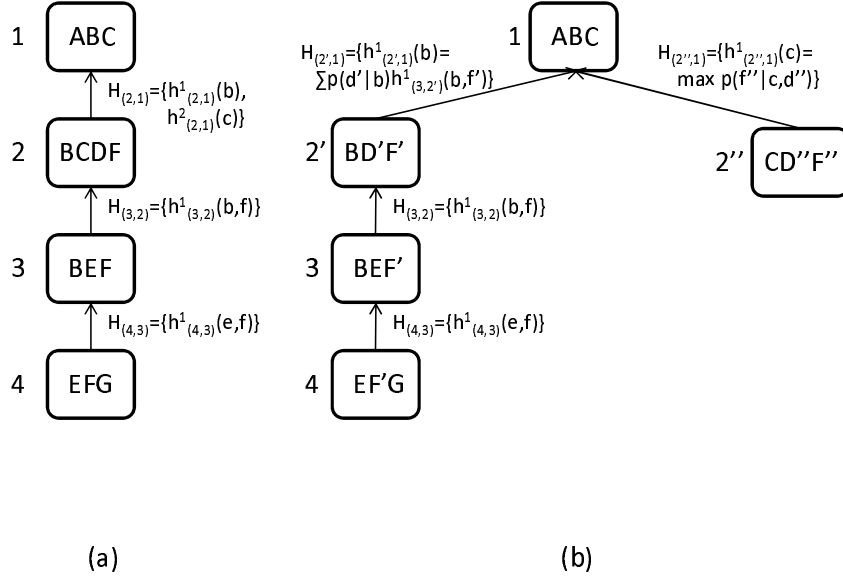 1
ABC
H(2,1)={h¹(2,1)(b),
h²(2,1)(c)}
2
BCDF
H(3,2)={h¹(3,2)(b,f)}
3
BEF
H(4,3)={h¹(4,3)(e,f)}
4
EFG
(a)
1
ABC
H(2',1)={h¹(2',1)(b)=
∑p(d'|b)h¹(3,2')(b,f')}
H(2'',1)={h¹(2'',1)(c)=
max p(f''|c,d'')}
2'
BD'F'
2''
CD''F''
H(3,2)={h¹(3,2)(b,f)}
3
BEF'
H(4,3)={h¹(4,3)(e,f)}
4
EF'G
(b)